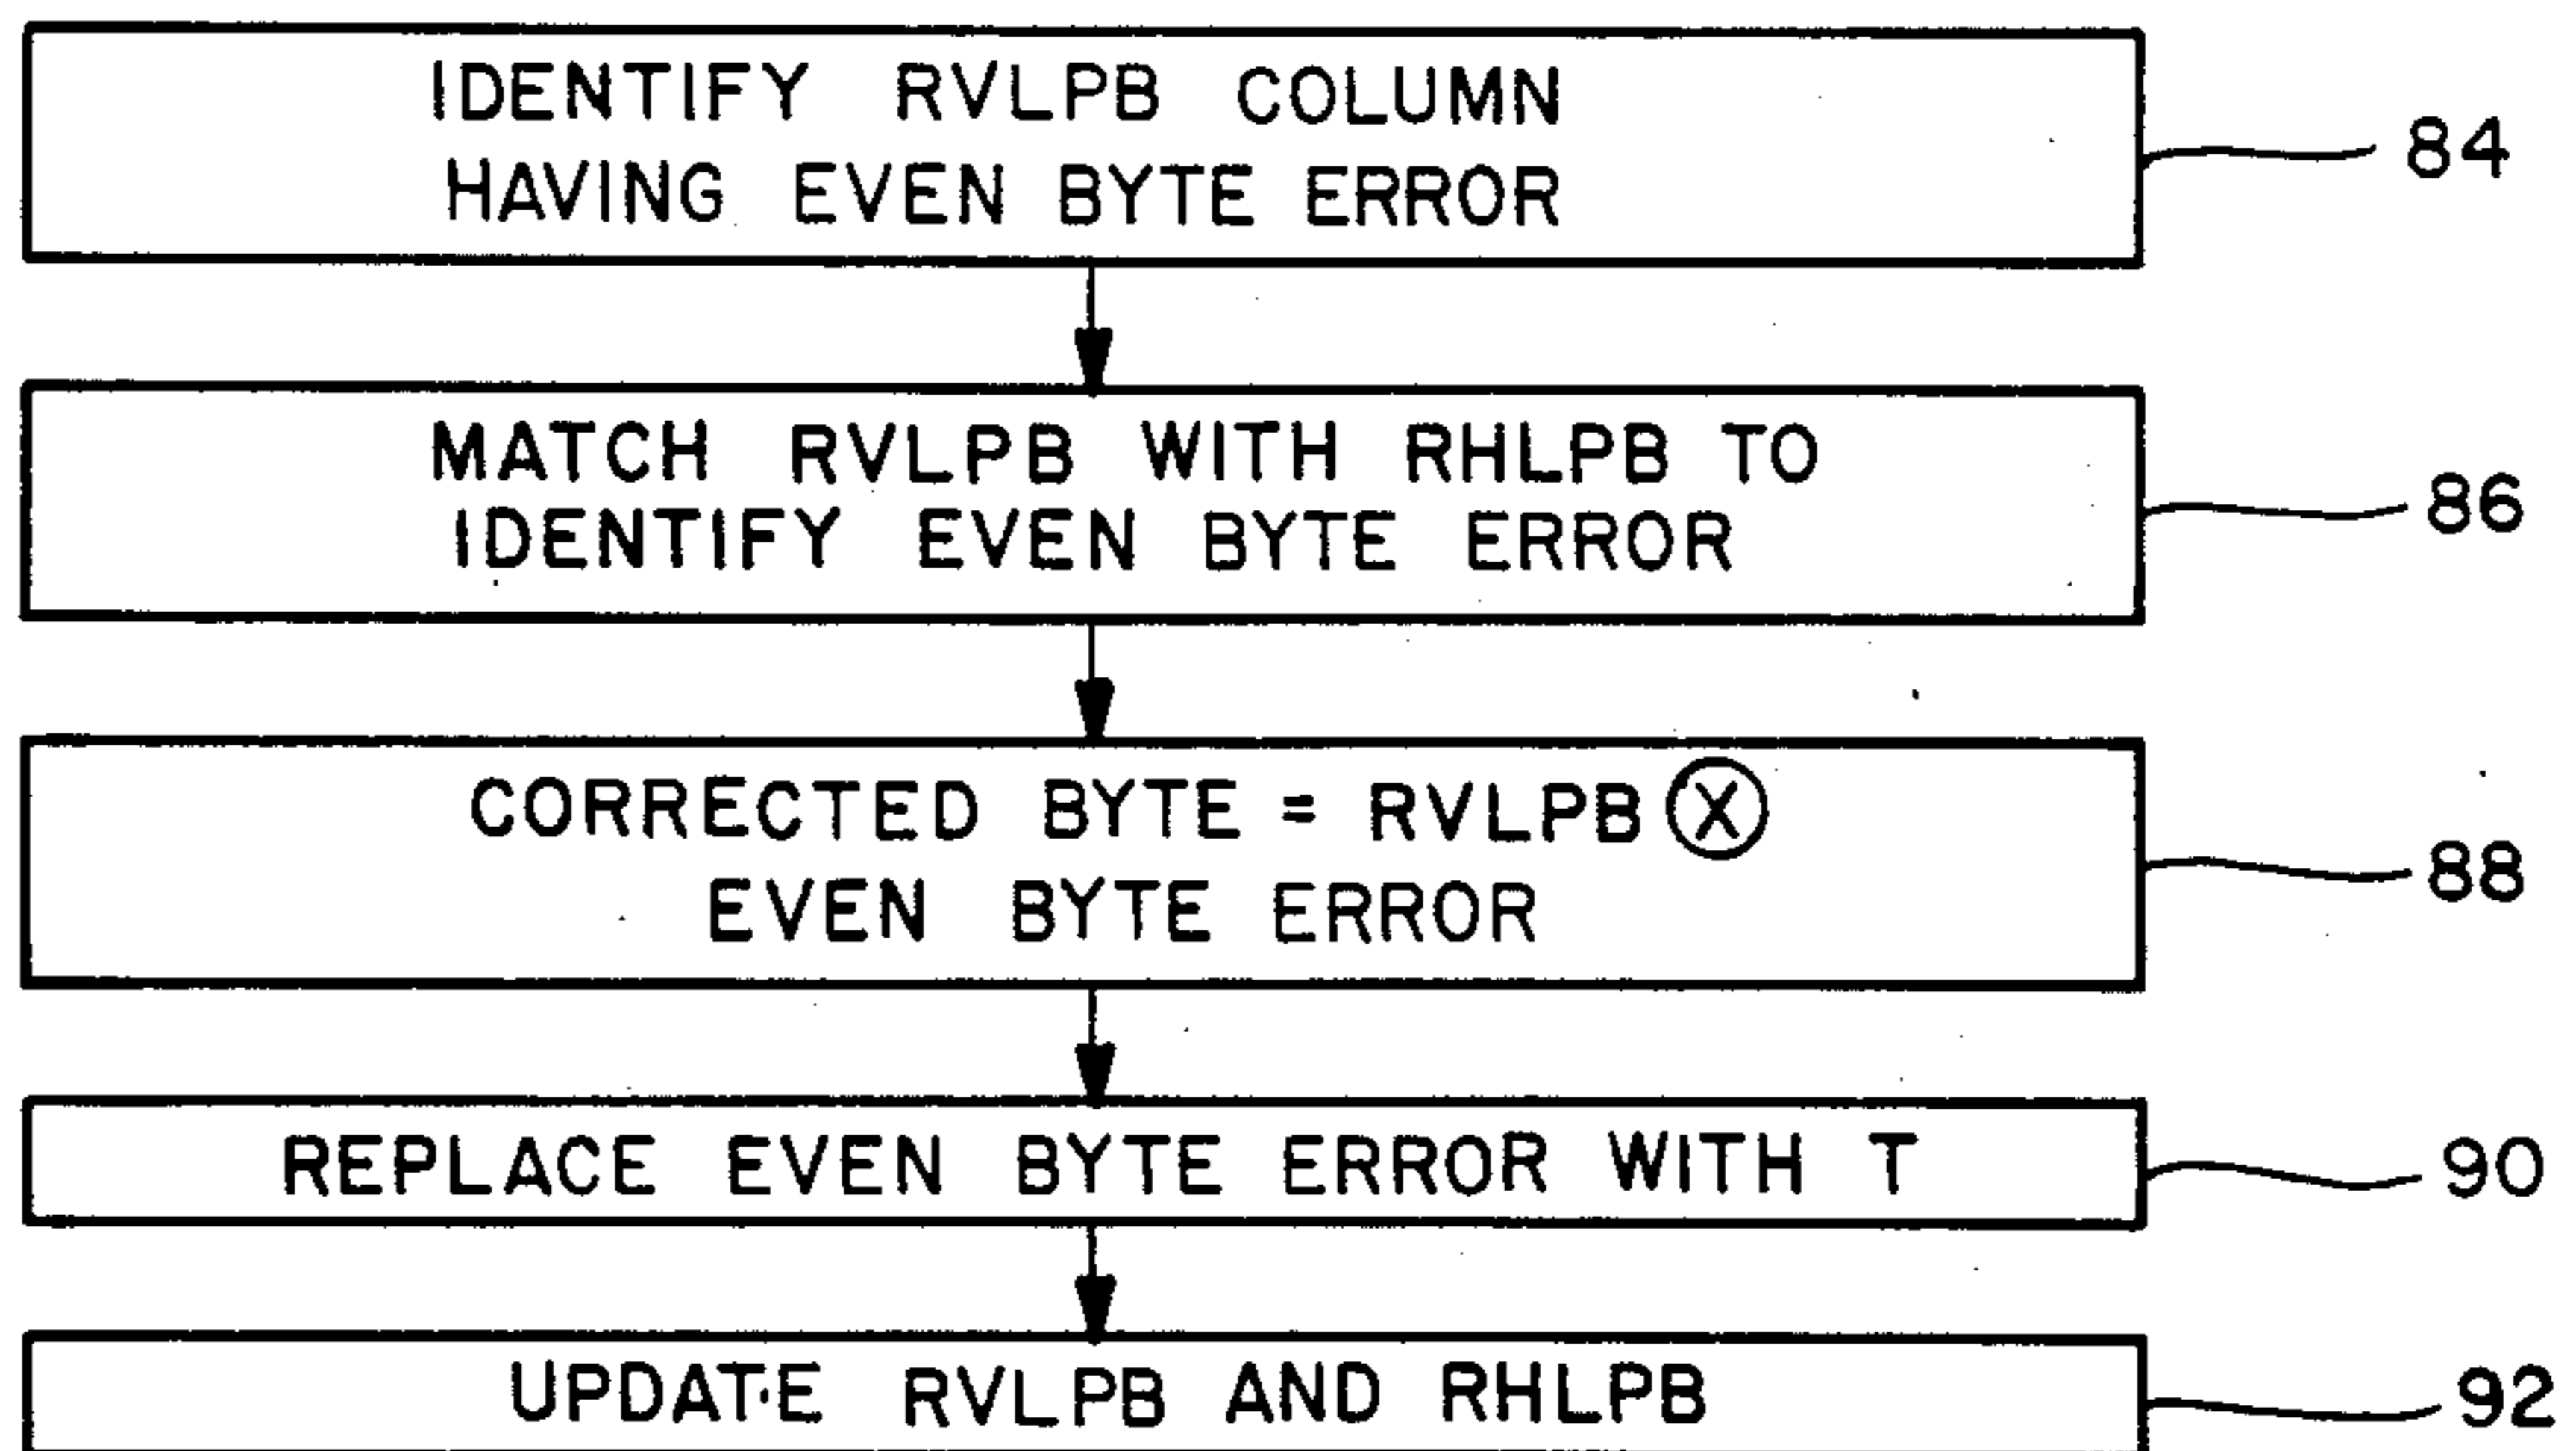 IDENTIFY RVLPB COLUMN
HAVING EVEN BYTE ERROR
84
MATCH RVLPB WITH RHLPB TO
IDENTIFY EVEN BYTE ERROR
86
CORRECTED BYTE = RVLPB Ⓧ
EVEN BYTE ERROR
88
REPLACE EVEN BYTE ERROR WITH T
90
UPDATE RVLPB AND RHLPB
92